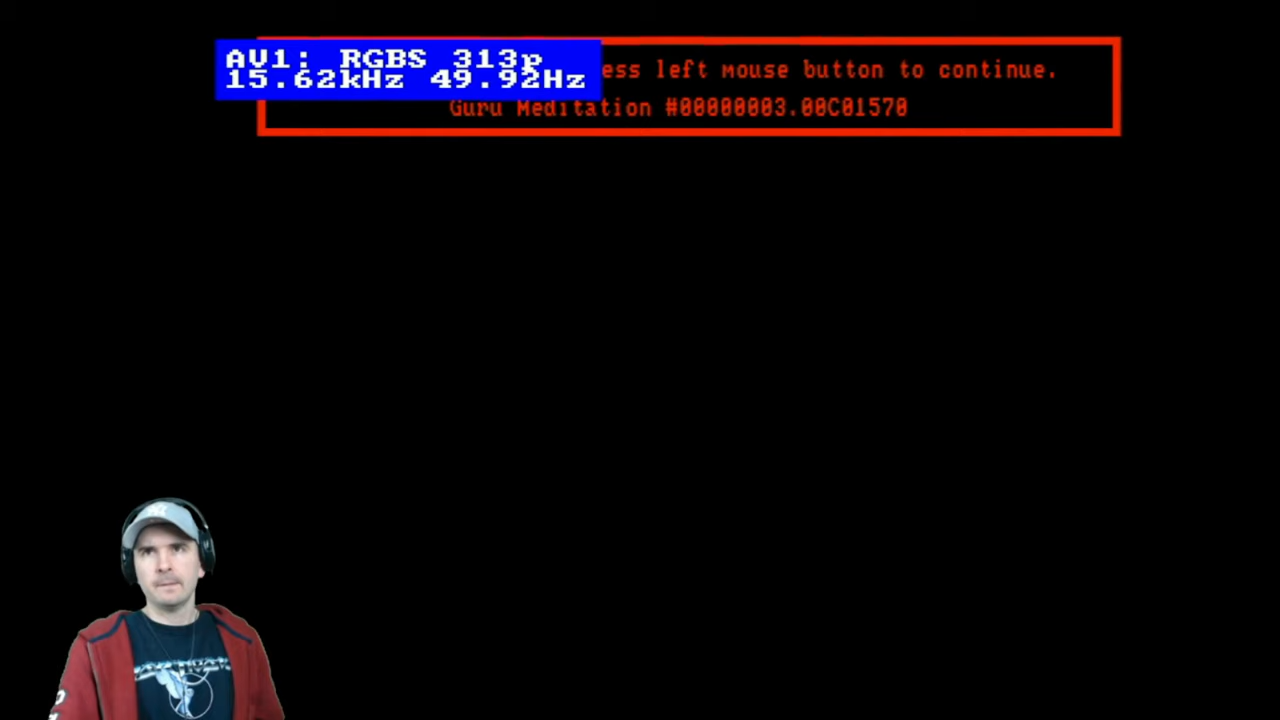 AV1: RGBS 313p
15.62kHz 49.92Hz
ess left mouse button to continue.
Guru Meditation #00000003.00C01570